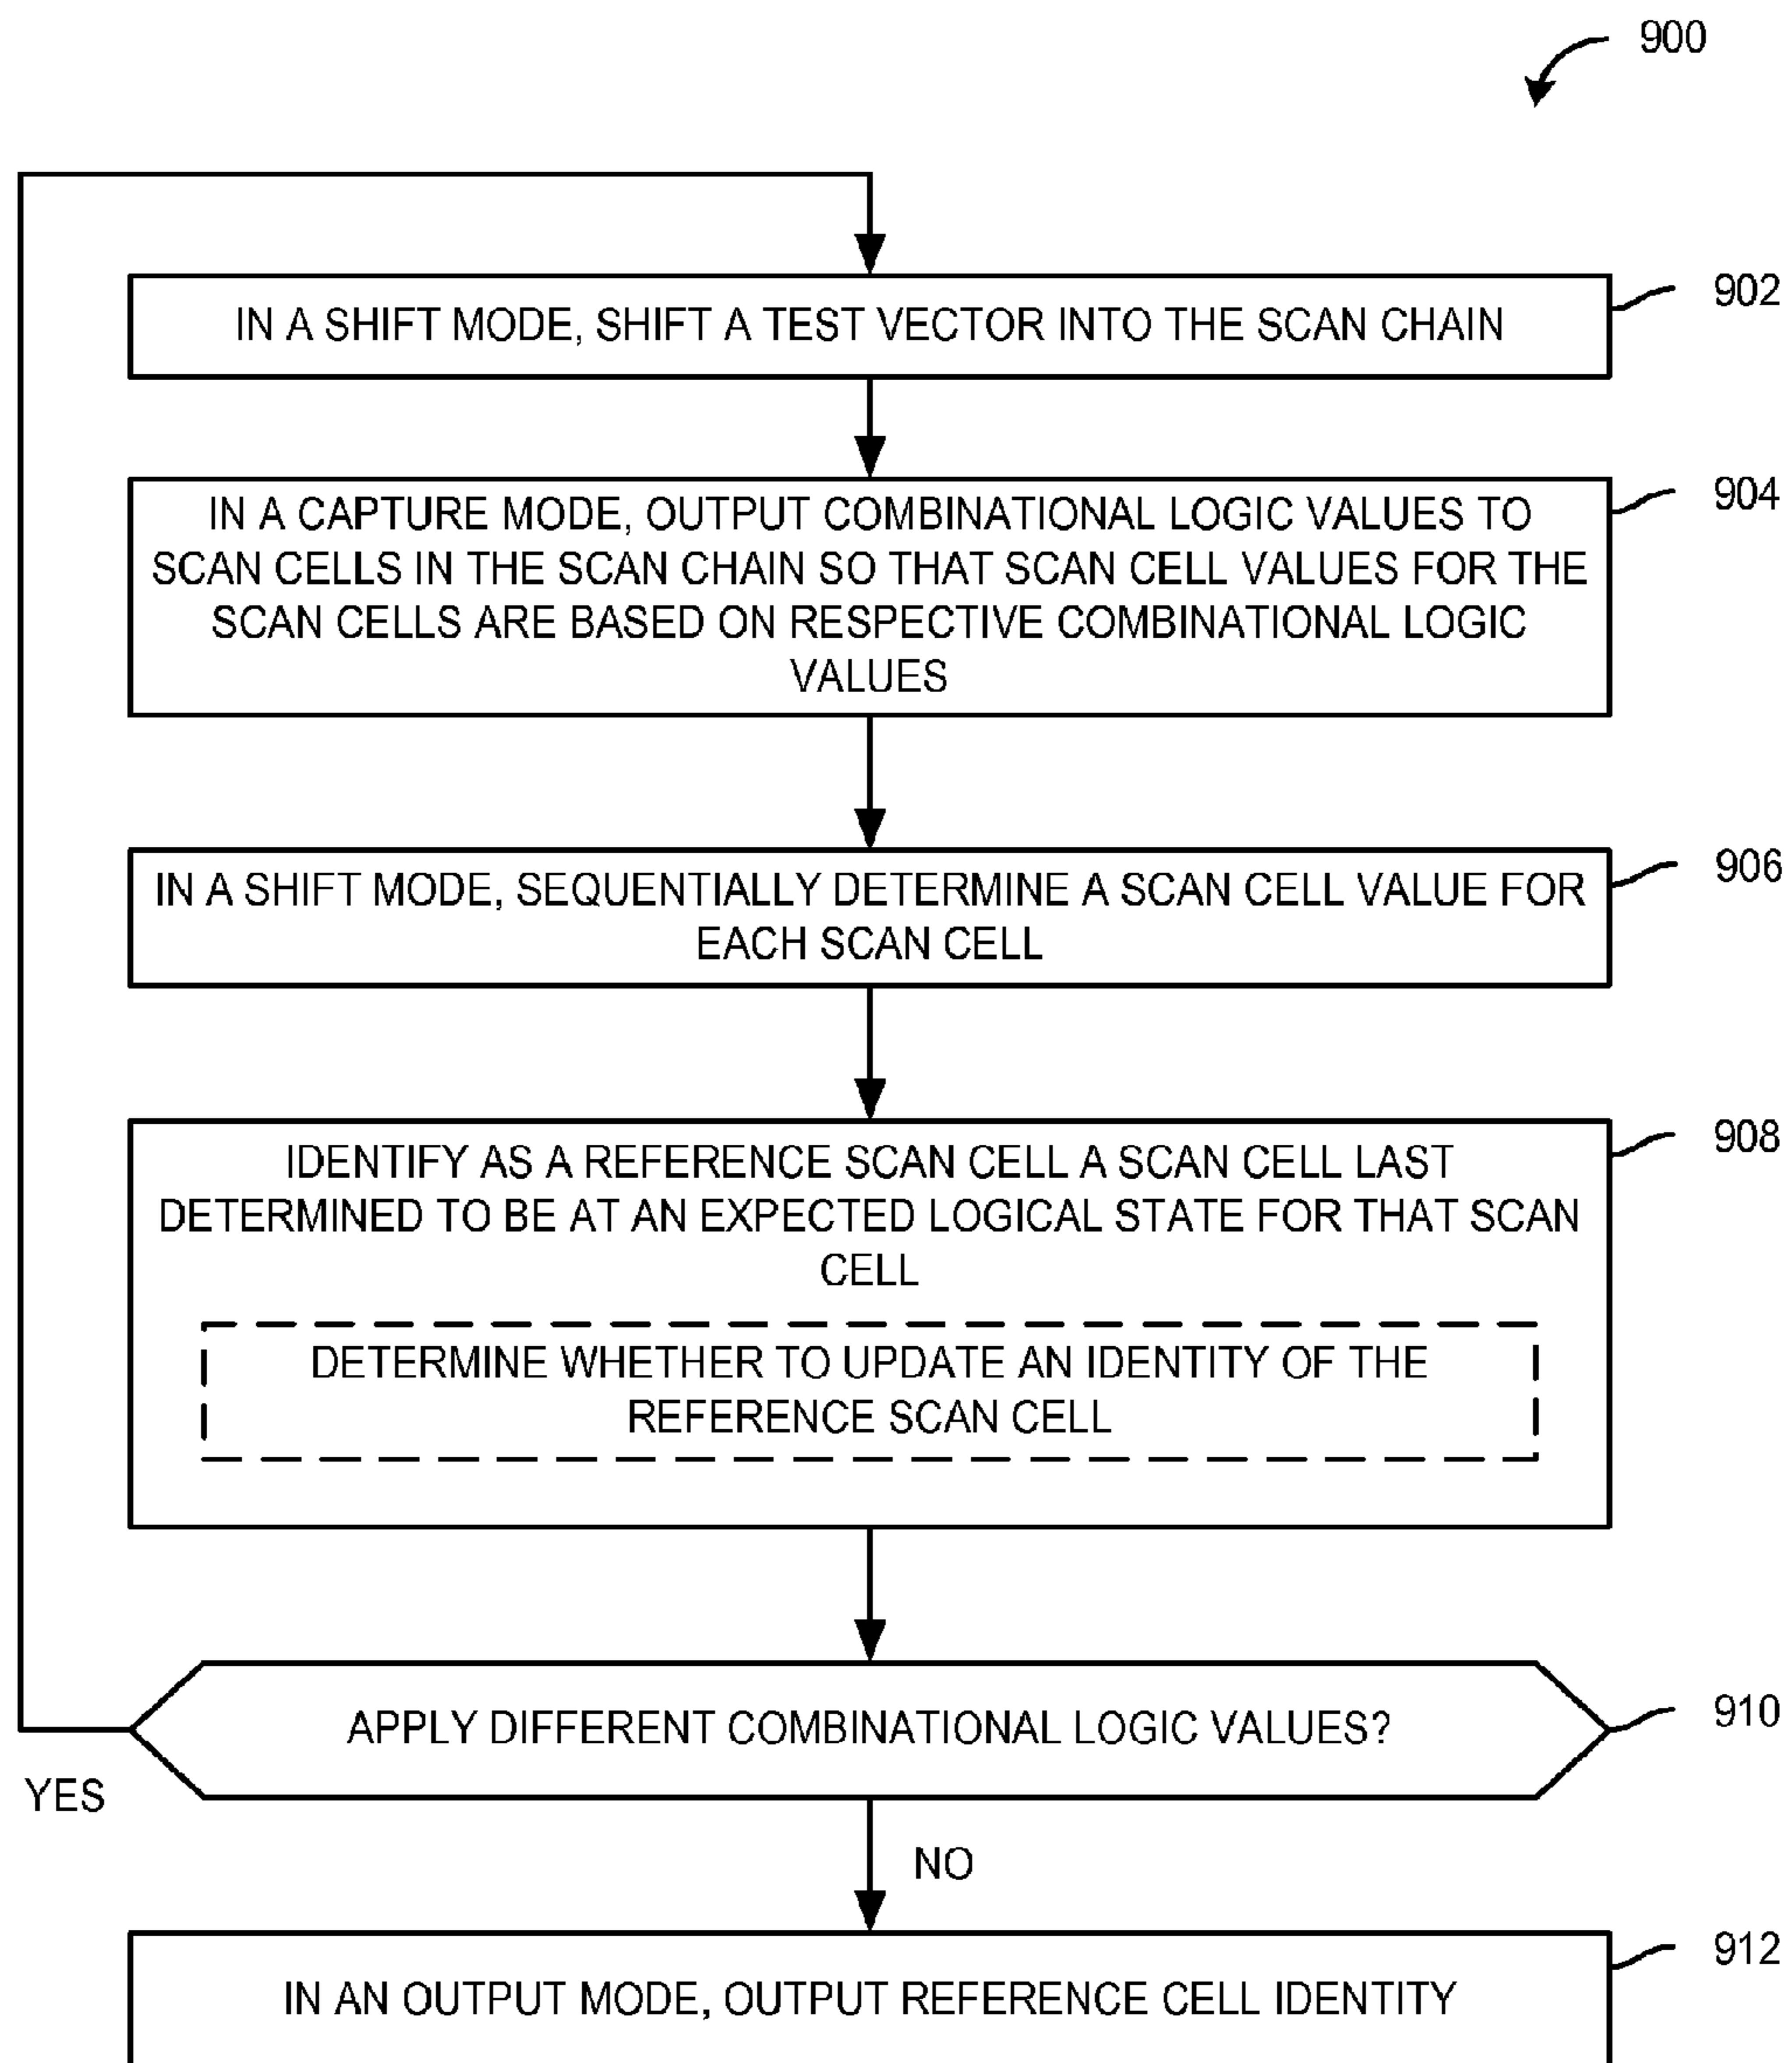 900
IN A SHIFT MODE, SHIFT A TEST VECTOR INTO THE SCAN CHAIN
902
IN A CAPTURE MODE, OUTPUT COMBINATIONAL LOGIC VALUES TO
SCAN CELLS IN THE SCAN CHAIN SO THAT SCAN CELL VALUES FOR THE
SCAN CELLS ARE BASED ON RESPECTIVE COMBINATIONAL LOGIC
VALUES
904
IN A SHIFT MODE, SEQUENTIALLY DETERMINE A SCAN CELL VALUE FOR
EACH SCAN CELL
906
IDENTIFY AS A REFERENCE SCAN CELL A SCAN CELL LAST
DETERMINED TO BE AT AN EXPECTED LOGICAL STATE FOR THAT SCAN
CELL
908
DETERMINE WHETHER TO UPDATE AN IDENTITY OF THE
REFERENCE SCAN CELL
APPLY DIFFERENT COMBINATIONAL LOGIC VALUES?
910
YES
NO
IN AN OUTPUT MODE, OUTPUT REFERENCE CELL IDENTITY
912